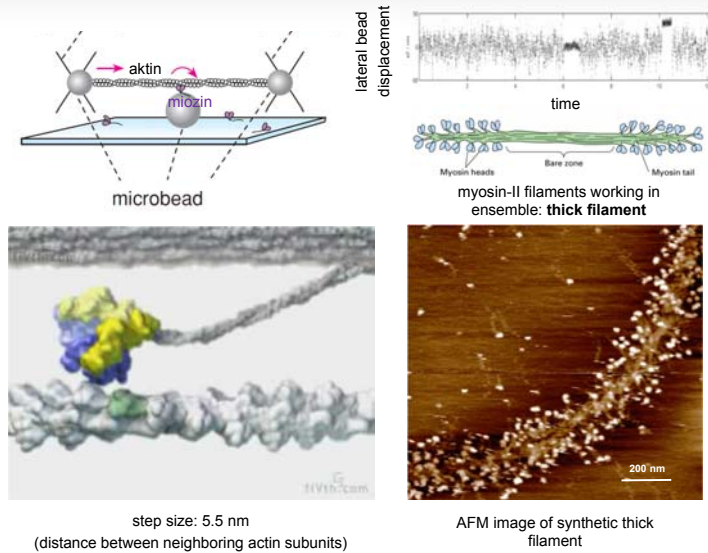 lateral bead
displacement
aktin
miozin
microbead
time
Myosin heads
Bare zone
Myosin tail
myosin-II filaments working in
ensemble: thick filament
200 nm
step size: 5.5 nm
(distance between neighboring actin subunits)
AFM image of synthetic thick
filament